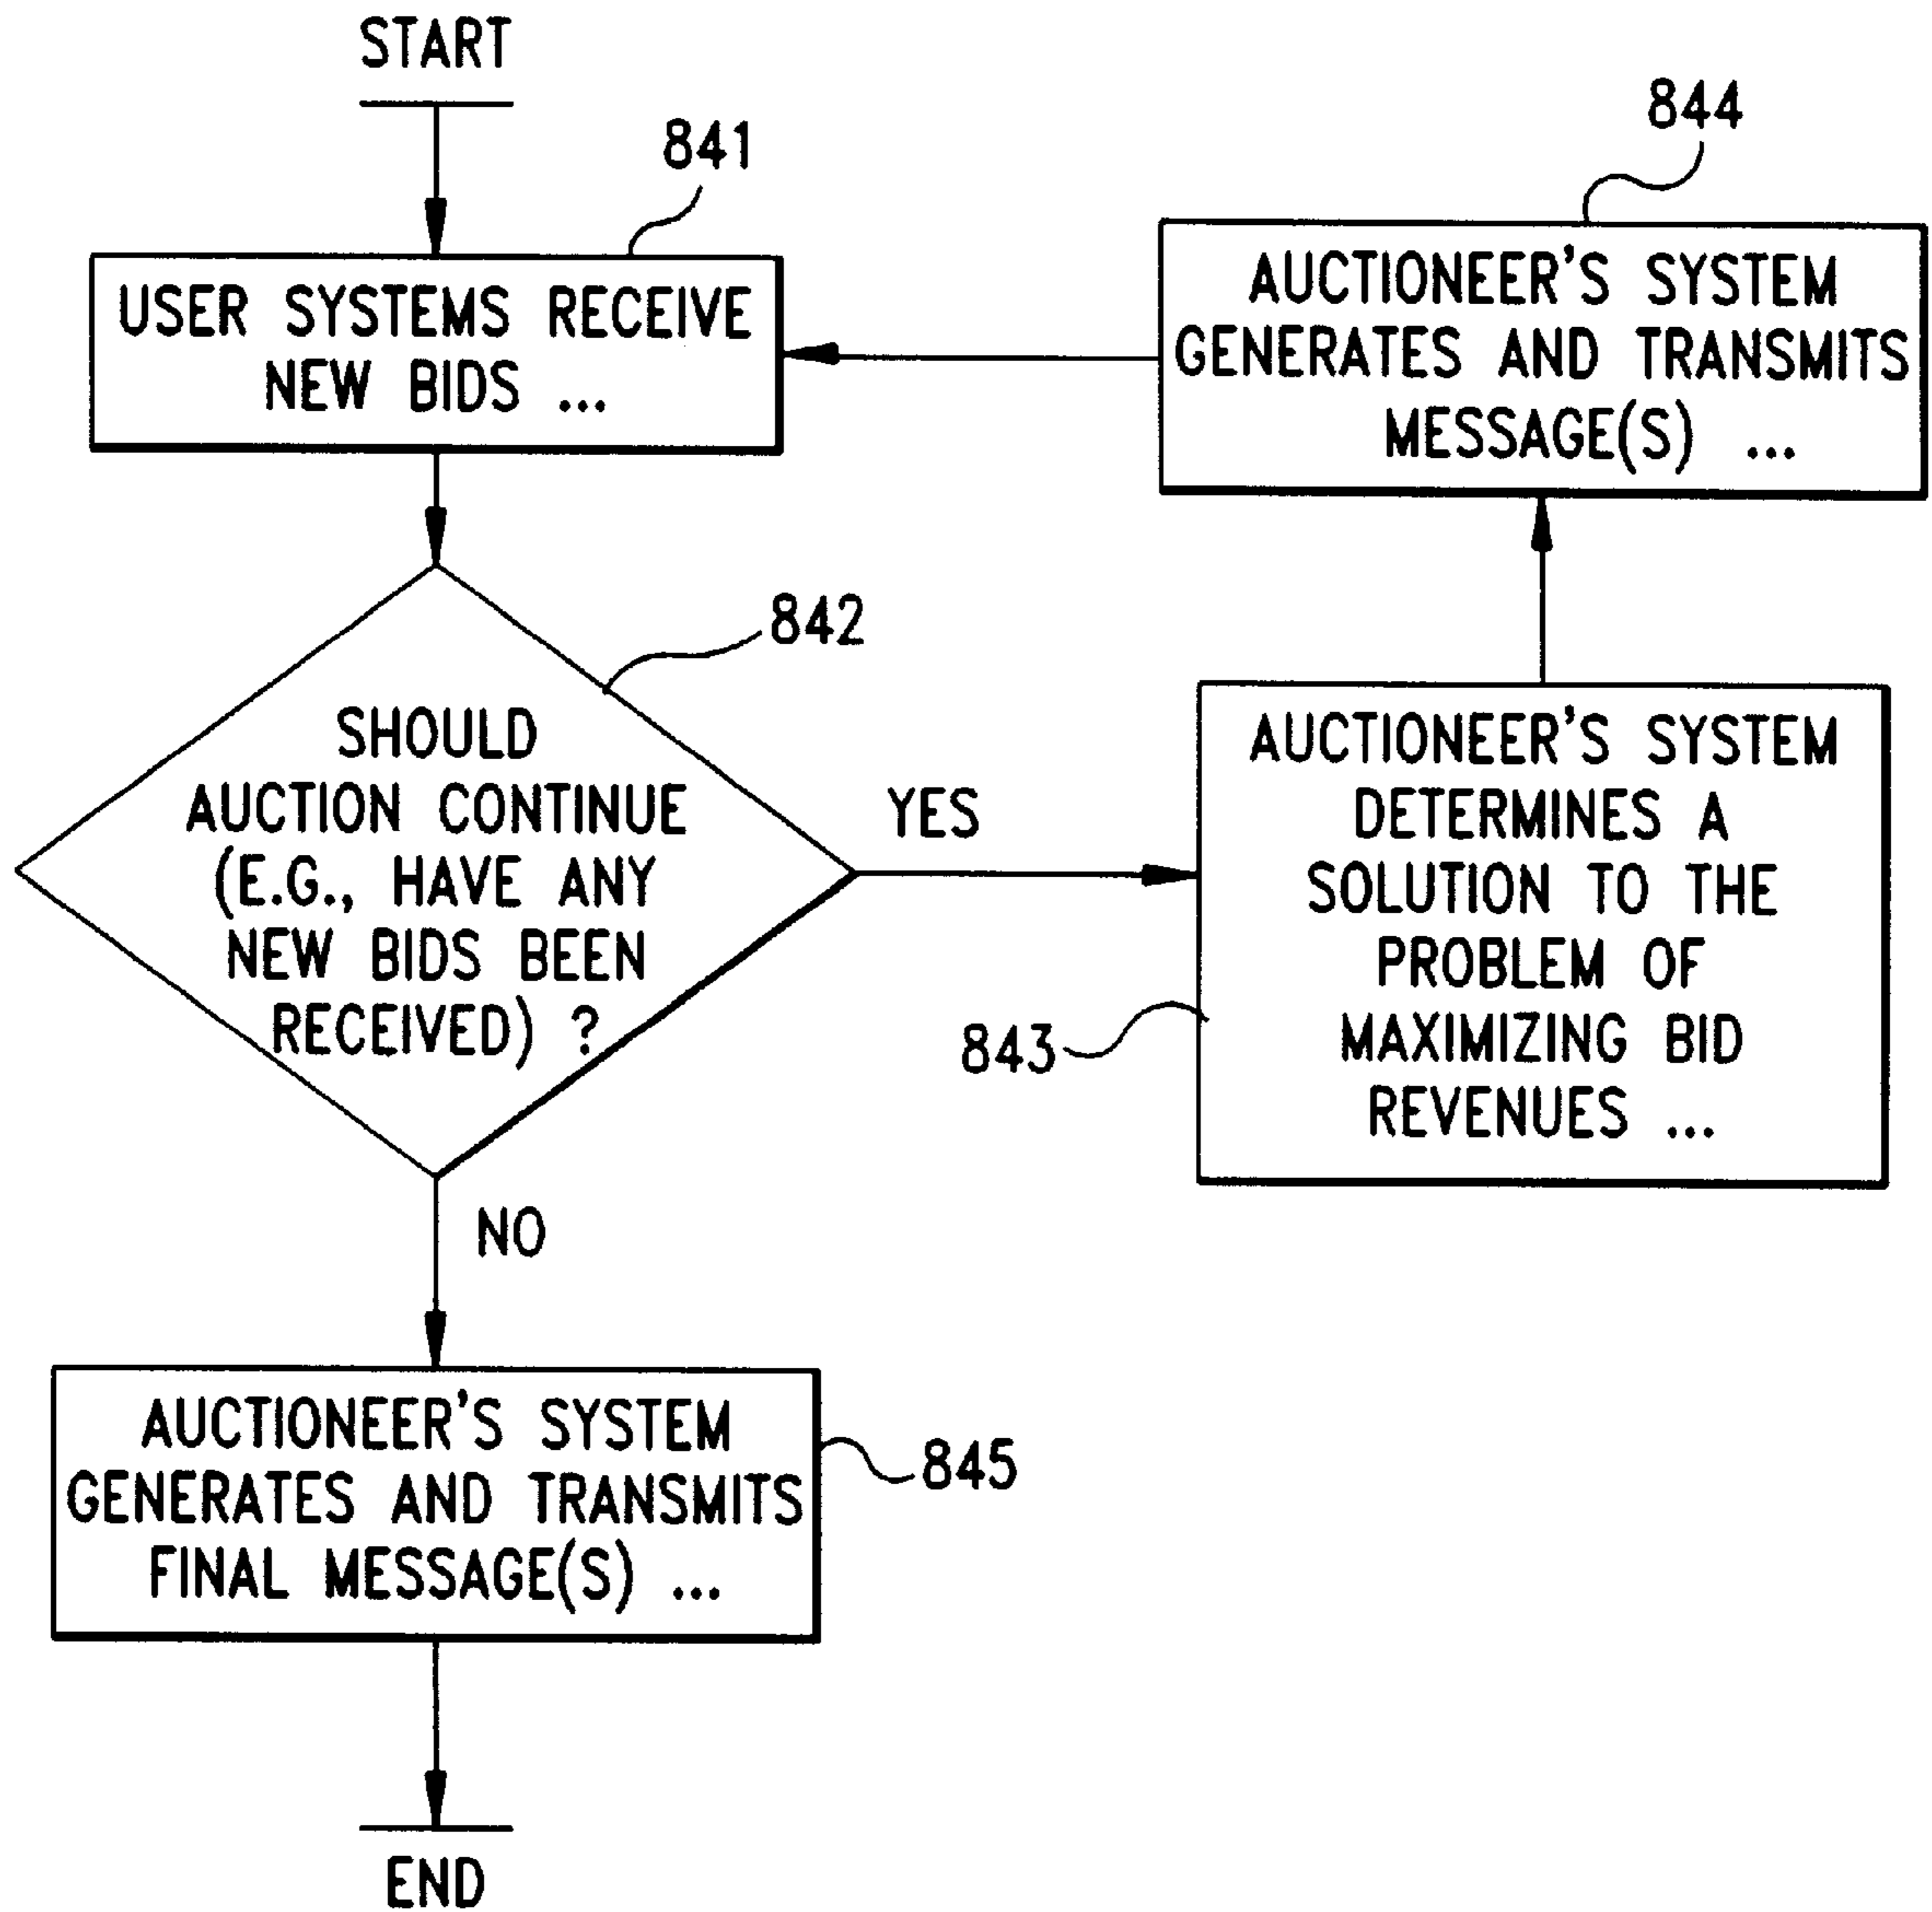 START
841
USER SYSTEMS RECEIVE
NEW BIDS ...
844
AUCTIONEER'S SYSTEM
GENERATES AND TRANSMITS
MESSAGE(S) ...
842
SHOULD
AUCTION CONTINUE
(E.G., HAVE ANY
NEW BIDS BEEN
RECEIVED) ?
YES
AUCTIONEER'S SYSTEM
DETERMINES A
SOLUTION TO THE
PROBLEM OF
MAXIMIZING BID
REVENUES ...
843
NO
AUCTIONEER'S SYSTEM
GENERATES AND TRANSMITS
FINAL MESSAGE(S) ...
845
END